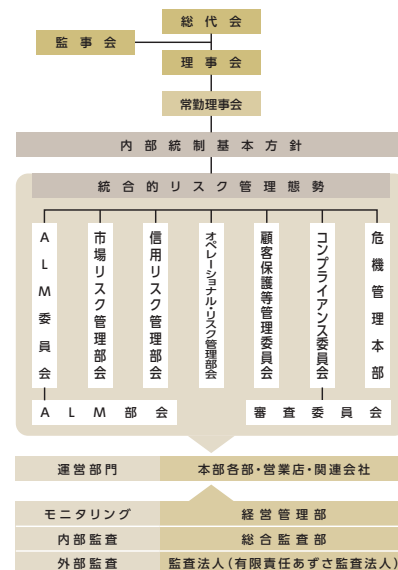 総代会
監事会
理事会
常勤理事会
内部統制基本方針
統合的リスク管理態勢
ALM委員会
市場リスク管理部会
信用リスク管理部会
オペレーショナル・リスク管理部会
顧客保護等管理委員会
コンプライアンス委員会
危機管理本部
ALM部会
審査委員会
運営部門 本部各部・営業店・関連会社
モニタリング 経営管理部
内部監査 総合監査部
外部監査 監査法人(有限責任あずさ監査法人)